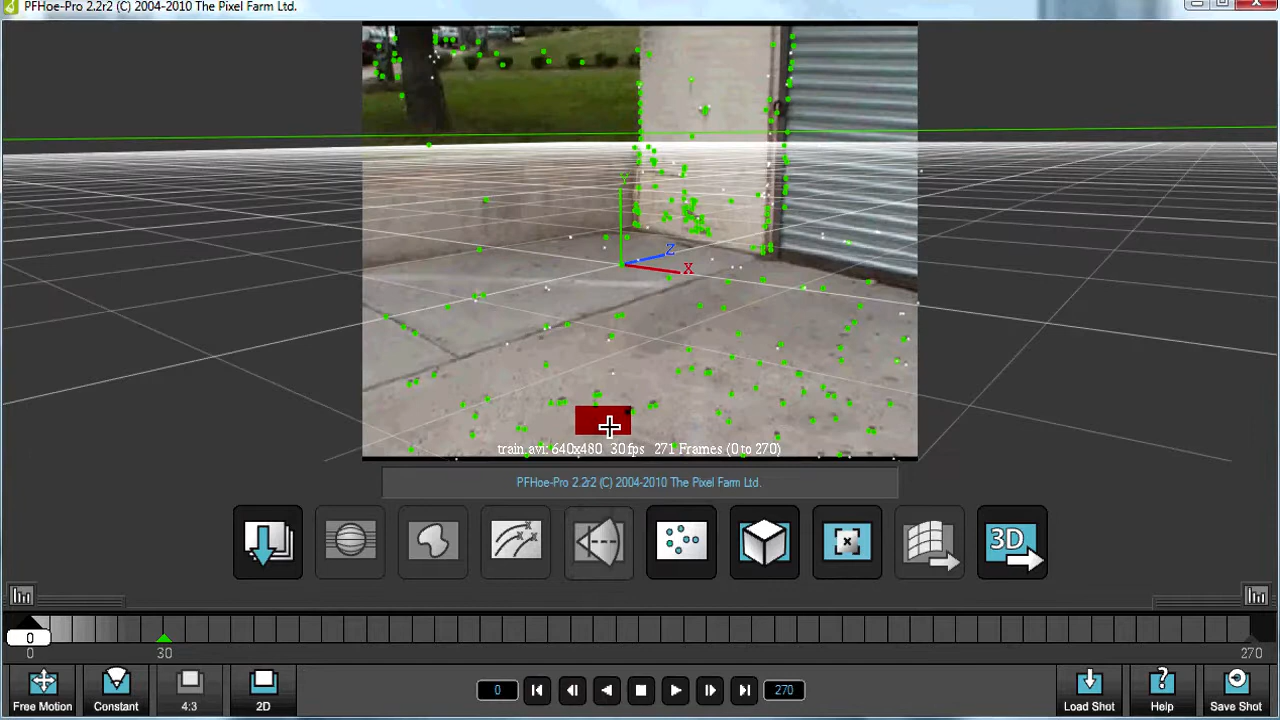 PFHoe-Pro 2.2r2 (C) 2004-2010 The Pixel Farm Ltd.
Y
Z
X
train.avi: 640x480 30fps 271 Frames (0 to 270)
PFHoe-Pro 2.2r2 (C) 2004-2010 The Pixel Farm Ltd.
3D
0
0 30 270
Free Motion Constant 4:3 2D 0 270 Load Shot Help Save Shot